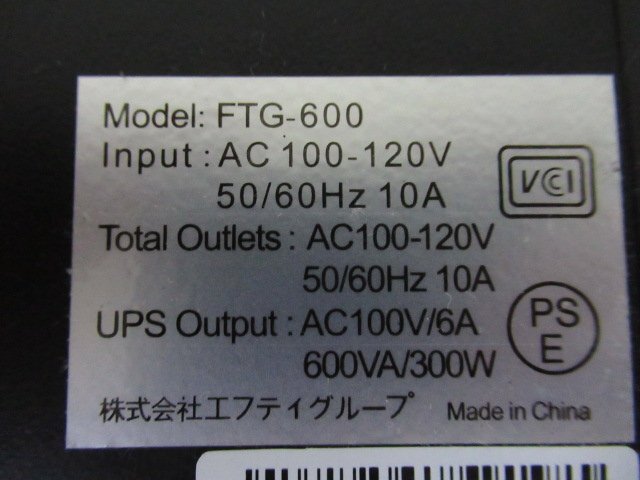 Model: FTG-600
Input : AC 100-120V
50/60Hz 10A
VCCI
Total Outlets : AC100-120V
50/60Hz 10A
UPS Output : AC100V/6A
600VA/300W
PS
E
株式会社エフティグループ Made in China